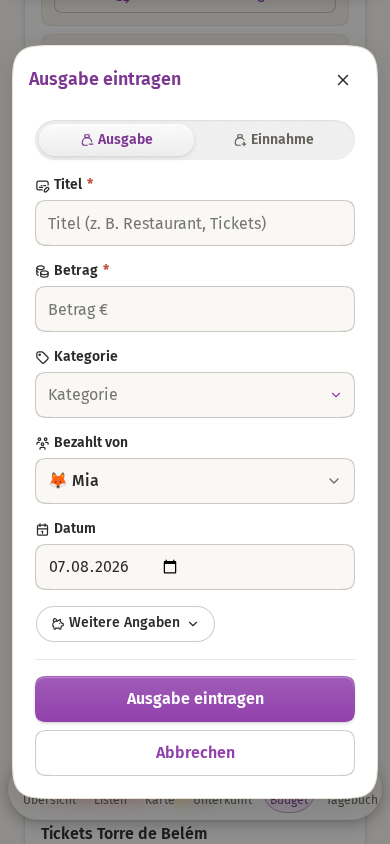 Ausgabe eintragen
Ausgabe
Einnahme
Titel *
Titel (z. B. Restaurant, Tickets)
Betrag *
Betrag €
Kategorie
Kategorie
Bezahlt von
Mia
Datum
07.08.2026
Weitere Angaben
Ausgabe eintragen
Abbrechen
Übersicht Listen Karte Unterkunft Budget Tagebuch
Tickets Torre de Belém